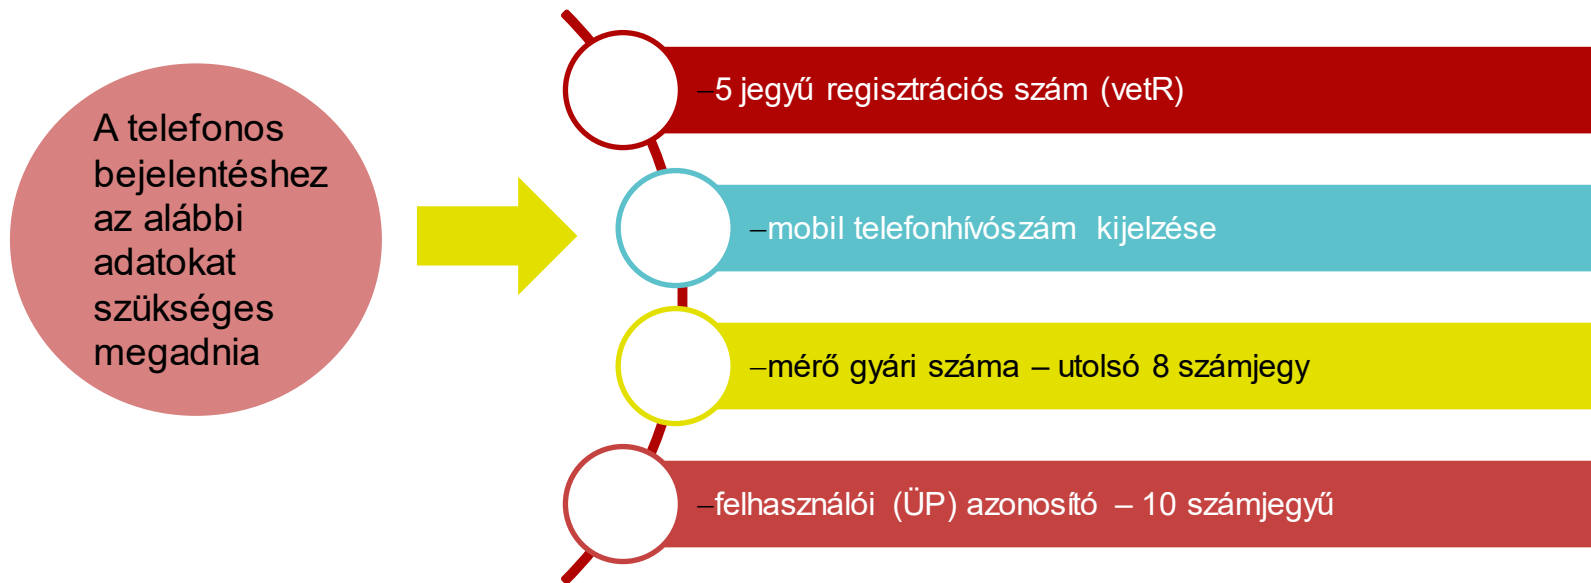 A telefonos
bejelentéshez
az alábbi
adatokat
szükséges
megadnia
–5 jegyű regisztrációs szám (vetR)
–mobil telefonhívószám kijelzése
–mérő gyári száma – utolsó 8 számjegy
–felhasználói (ÜP) azonosító – 10 számjegyű